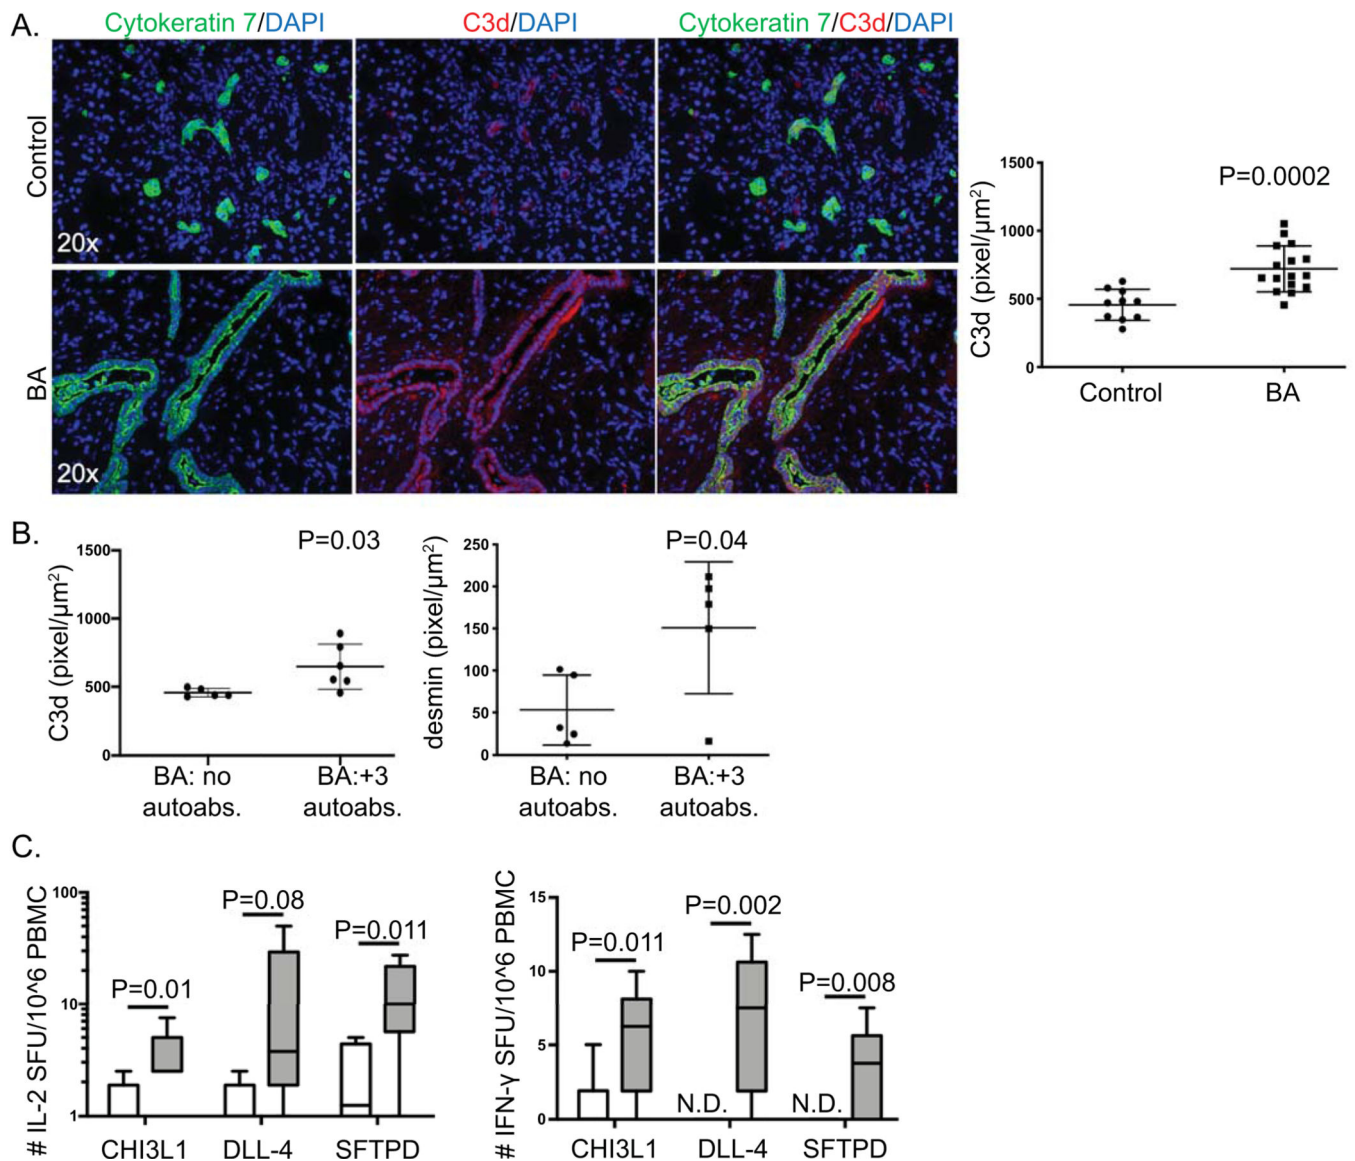 A.
Cytokeratin 7/DAPI
C3d/DAPI
Cytokeratin 7/C3d/DAPI
Control
20x
BA
20x
C3d (pixel/µm²)
1500
1000
500
0
P=0.0002
Control
BA
B.
C3d (pixel/µm²)
1500
1000
500
0
P=0.03
BA: no
autoabs.
BA:+3
autoabs.
desmin (pixel/µm²)
250
200
150
100
50
0
P=0.04
BA: no
autoabs.
BA:+3
autoabs.
C.
# IL-2 SFU/10^6 PBMC
100
10
1
P=0.01
P=0.08
P=0.011
CHI3L1
DLL-4
SFTPD
# IFN-γ SFU/10^6 PBMC
15
10
5
0
P=0.011
P=0.002
P=0.008
N.D.
N.D.
CHI3L1
DLL-4
SFTPD